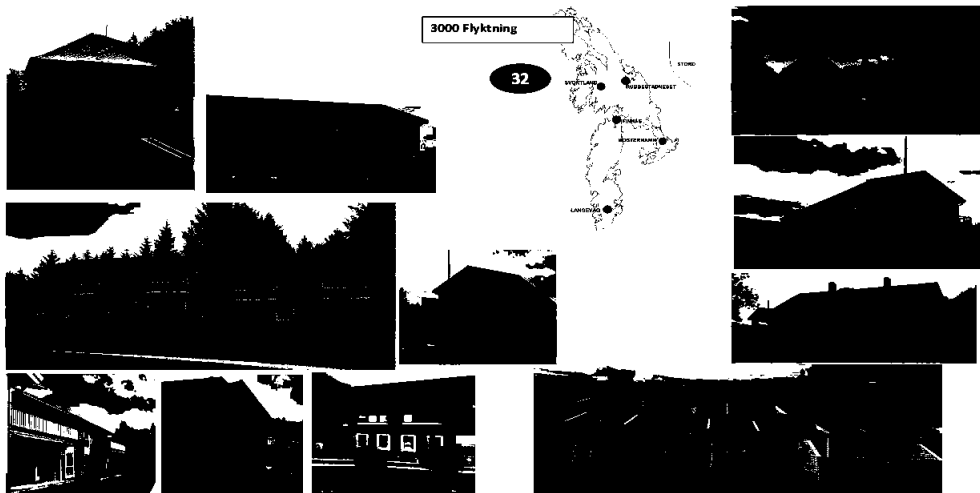 3000 Flyktning
32
STORD
SVORTLAND
RUBBESTADNESET
FINNÅS
MOSTERHAMN
LANGEVÅG